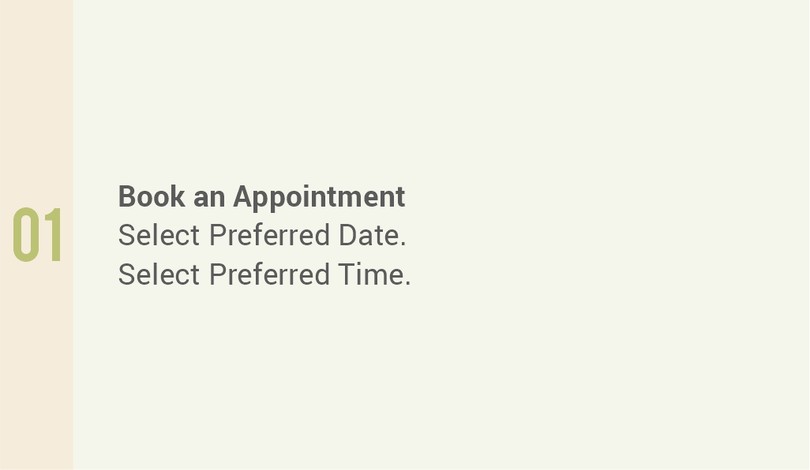 01
Book an Appointment
Select Preferred Date.
Select Preferred Time.